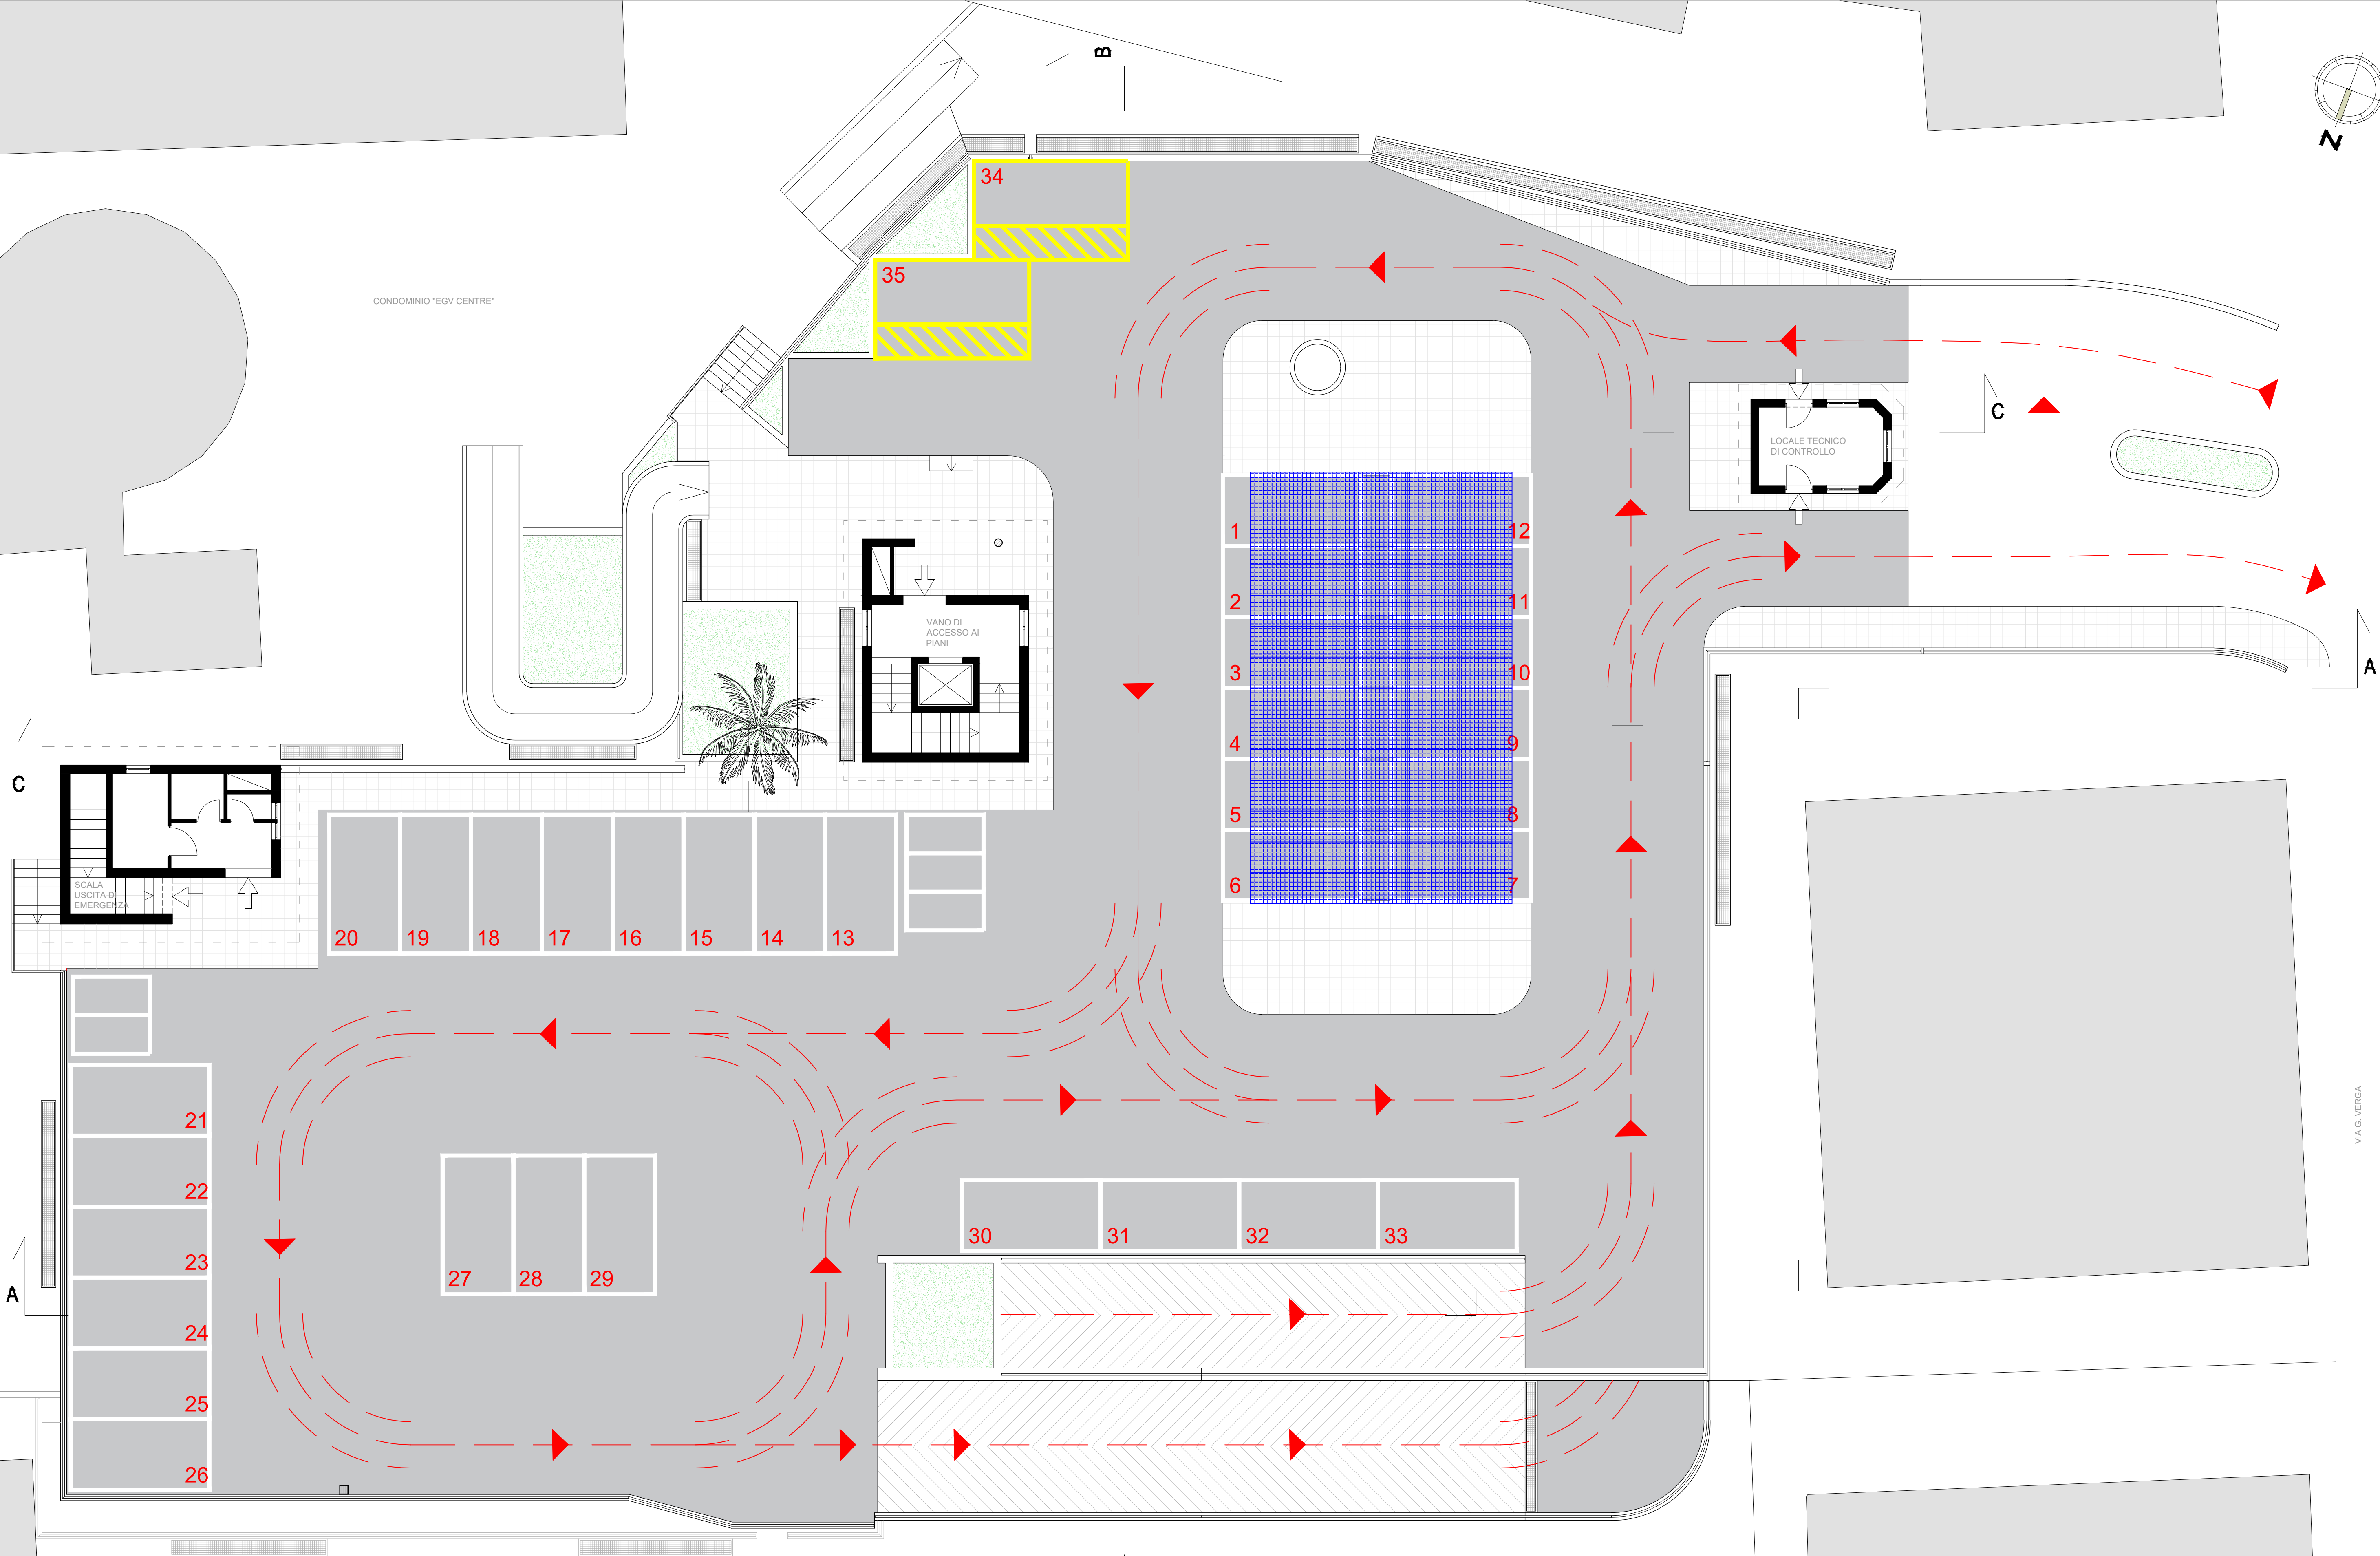 B
N
34
35
CONDOMINIO "EGV CENTRE"
C
LOCALE TECNICO
DI CONTROLLO
1
12
2
11
VANO DI
ACCESSO AI
PIANI
3
10
A
4
9
C
5
8
6
7
SCALA
USCITA D
EMERGENZA
20
19
18
17
16
15
14
13
21
22
23
24
25
26
27
28
29
30
31
32
33
A
VIA G. VERGA